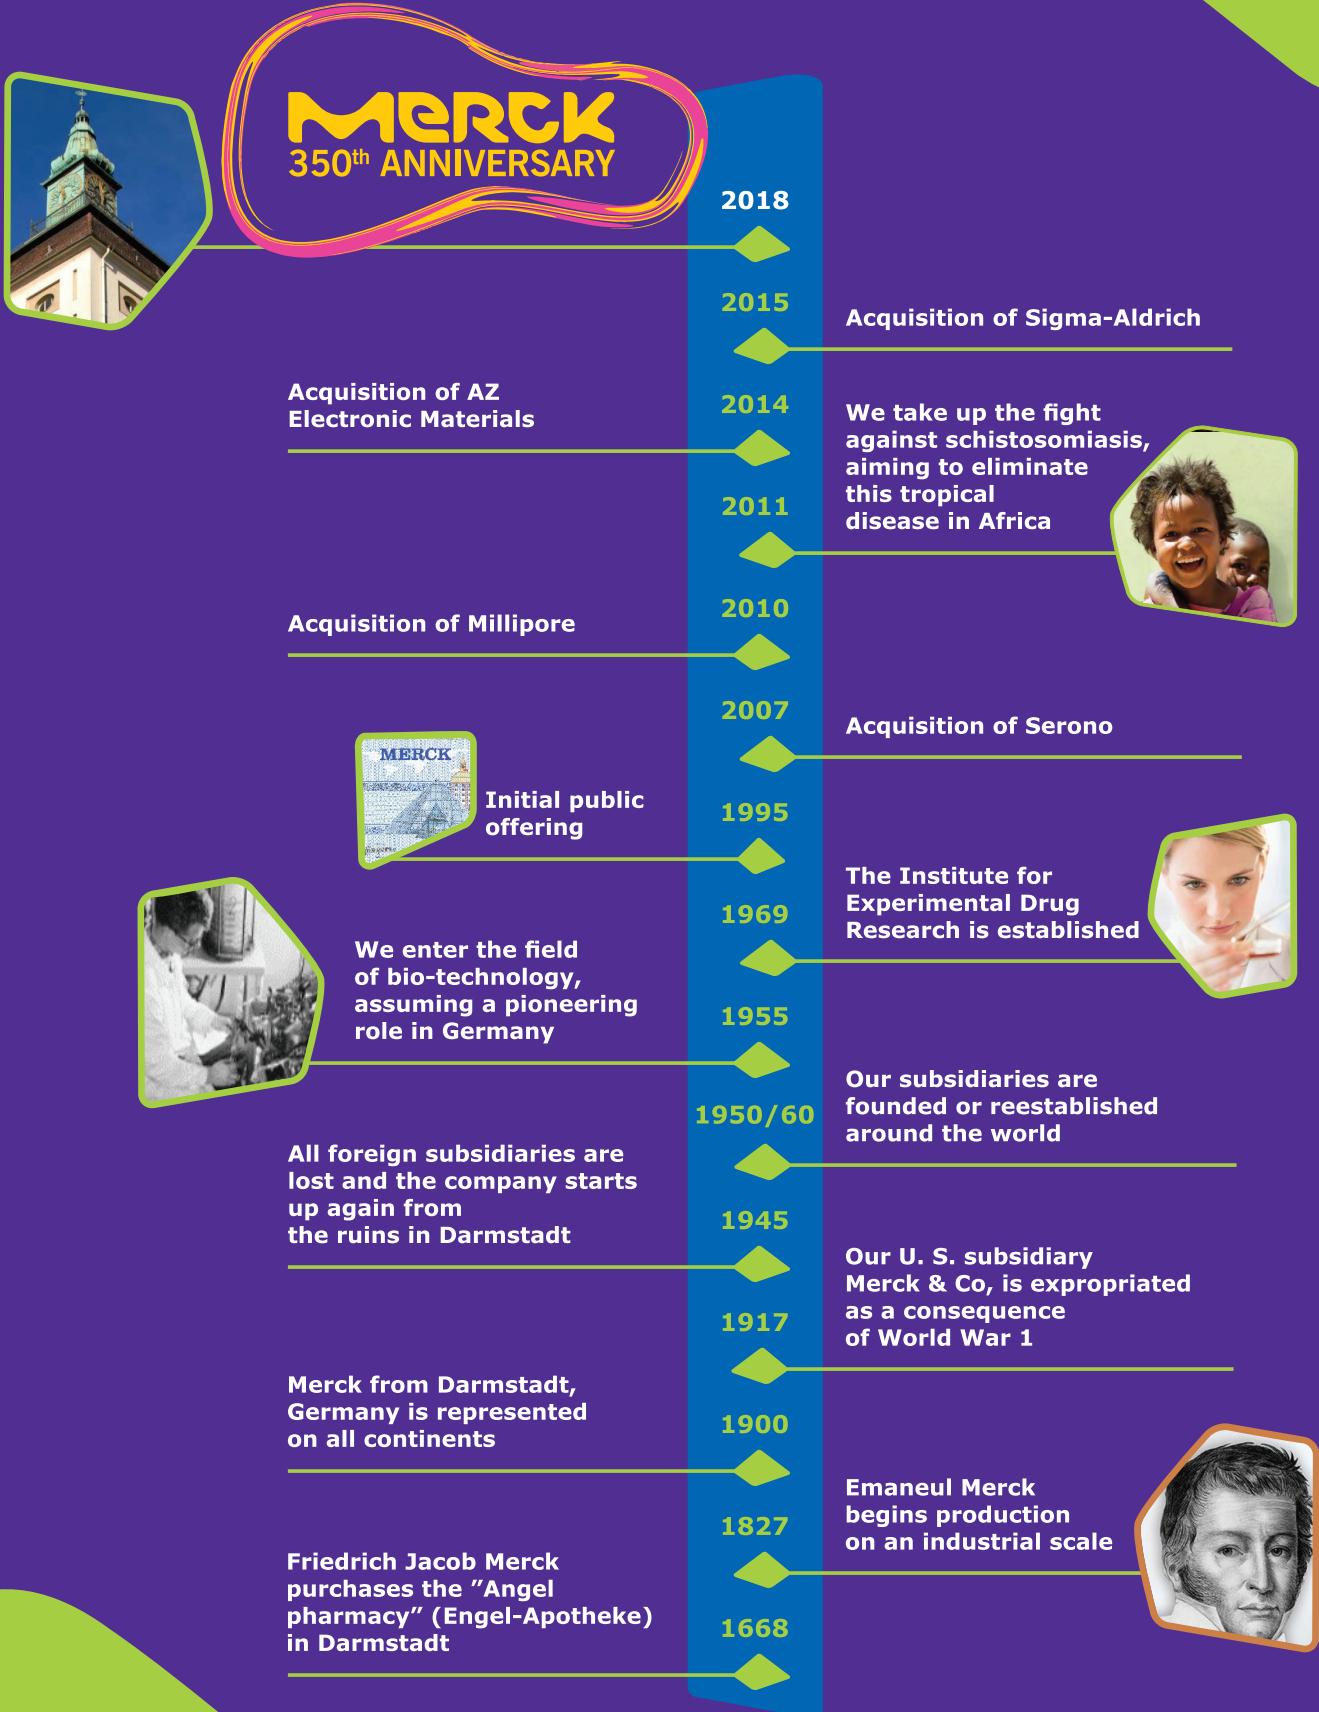 MERCK
350th ANNIVERSARY
2018
2015
Acquisition of Sigma-Aldrich
Acquisition of AZ
Electronic Materials
2014
We take up the fight
against schistosomiasis,
aiming to eliminate
this tropical
disease in Africa
2011
Acquisition of Millipore
2010
2007
Acquisition of Serono
MERCK
Initial public
offering
1995
The Institute for
Experimental Drug
Research is established
1969
We enter the field
of bio-technology,
assuming a pioneering
role in Germany
1955
1950/60
Our subsidiaries are
founded or reestablished
around the world
All foreign subsidiaries are
lost and the company starts
up again from
the ruins in Darmstadt
1945
Our U. S. subsidiary
Merck & Co, is expropriated
as a consequence
of World War 1
1917
Merck from Darmstadt,
Germany is represented
on all continents
1900
Emaneul Merck
begins production
on an industrial scale
1827
Friedrich Jacob Merck
purchases the ”Angel
pharmacy” (Engel-Apotheke)
in Darmstadt
1668